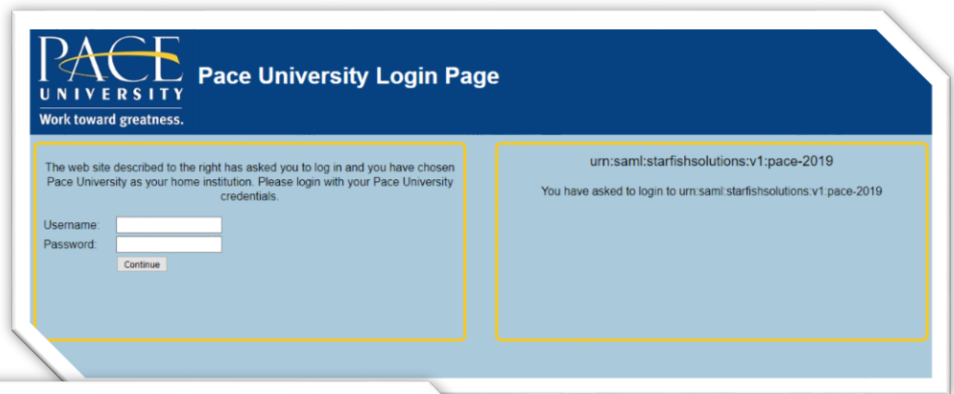 PACE
UNIVERSITY
Work toward greatness.
Pace University Login Page
The web site described to the right has asked you to log in and you have chosen
Pace University as your home institution. Please login with your Pace University
credentials.
Username:
Password:
Continue
urn:saml:starfishsolutions:v1:pace-2019
You have asked to login to urn:saml:starfishsolutions:v1:pace-2019